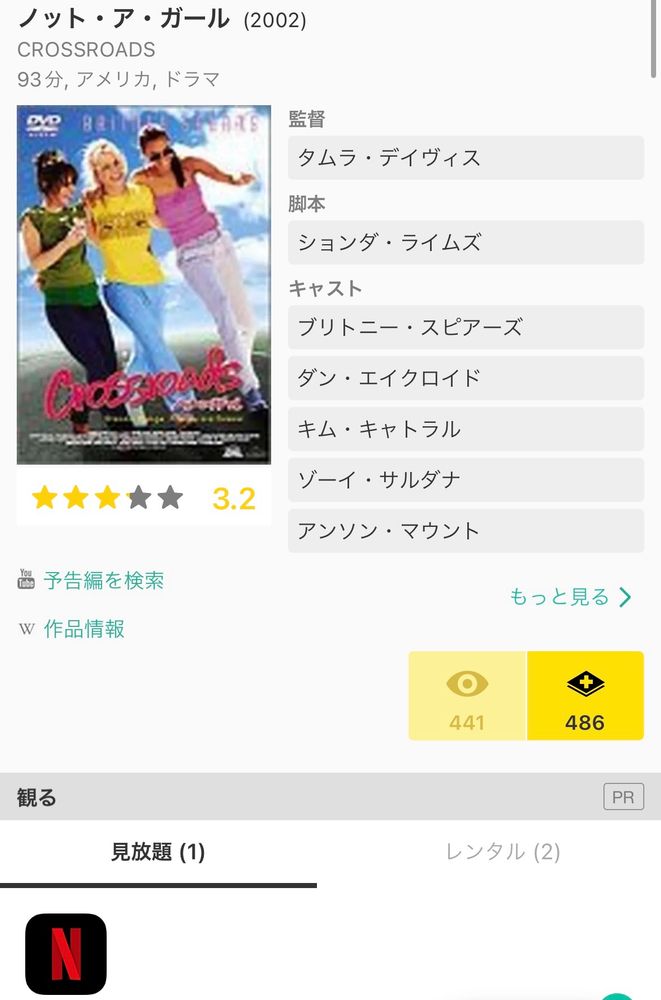 ノット・ア・ガール (2002)
CROSSROADS
93分, アメリカ, ドラマ
DVD
BRITNEY SPEARS
Crossroads
監督
タムラ・デイヴィス
脚本
ションダ・ライムズ
キャスト
ブリトニー・スピアーズ
ダン・エイクロイド
キム・キャトラル
ゾーイ・サルダナ
アンソン・マウント
3.2
You
Tube
予告編を検索
もっと見る
W 作品情報
441
486
観る
PR
見放題 (1)
レンタル (2)
N